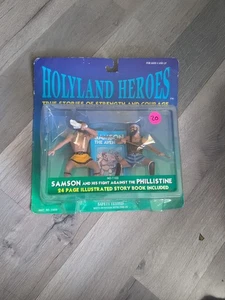 HOLYLAND HEROES
TRUE STORIES OF STRENGTH AND COURAGE
20
SAMSON AND HIS FIGHT AGAINST THE PHILLISTINE
24 PAGE ILLUSTRATED STORY BOOK INCLUDED